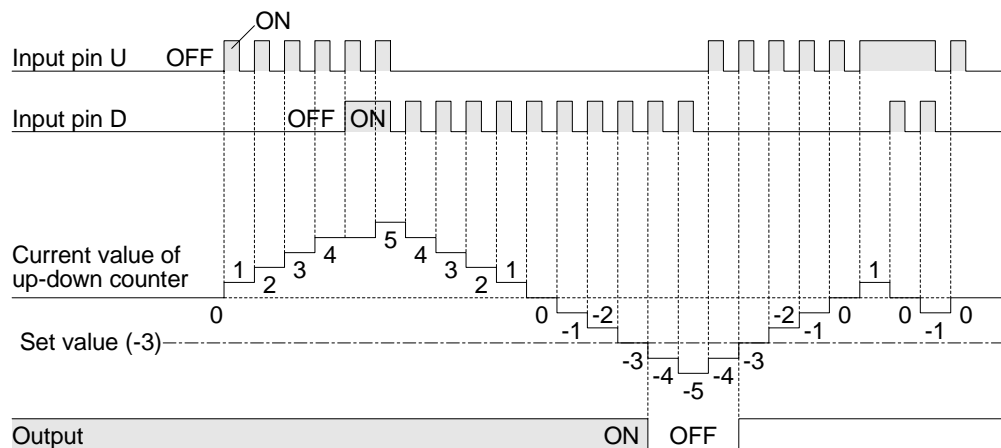 ON
Input pin U OFF
Input pin D OFF ON
Current value of
up-down counter
0 1 2 3 4 5 4 3 2 1 0 -1 -2 -3 -4 -5 -4 -3 -2 -1 0 1 0 -1 0
Set value (-3)
Output ON OFF